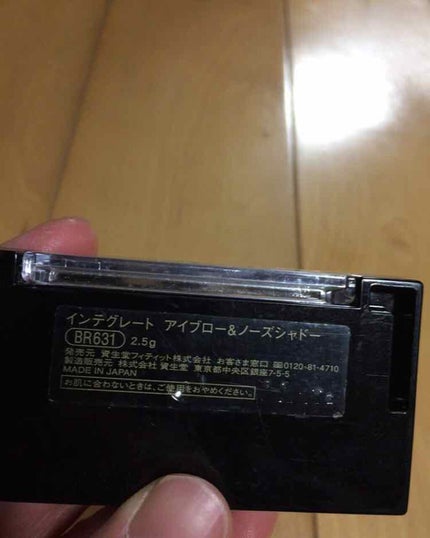 インテグレート アイブロー&ノーズシャドー
BR631 2.5g
発売元 資生堂フィティット株式会社 お客さま窓口 0120-81-4710
製造販売元 株式会社 資生堂 東京都中央区銀座7-5-5
MADE IN JAPAN
お肌に合わないときは、ご使用をおやめください。